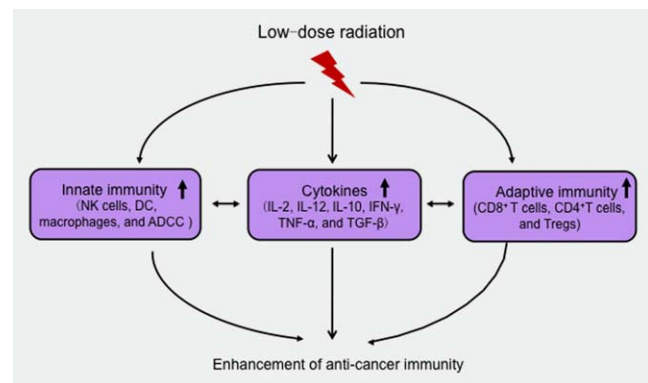 Low-dose radiation
Innate immunity
(NK cells, DC,
macrophages, and ADCC )
Cytokines
(IL-2, IL-12, IL-10, IFN-γ,
TNF-α, and TGF-β)
Adaptive immunity
(CD8⁺ T cells, CD4⁺T cells,
and Tregs)
Enhancement of anti-cancer immunity